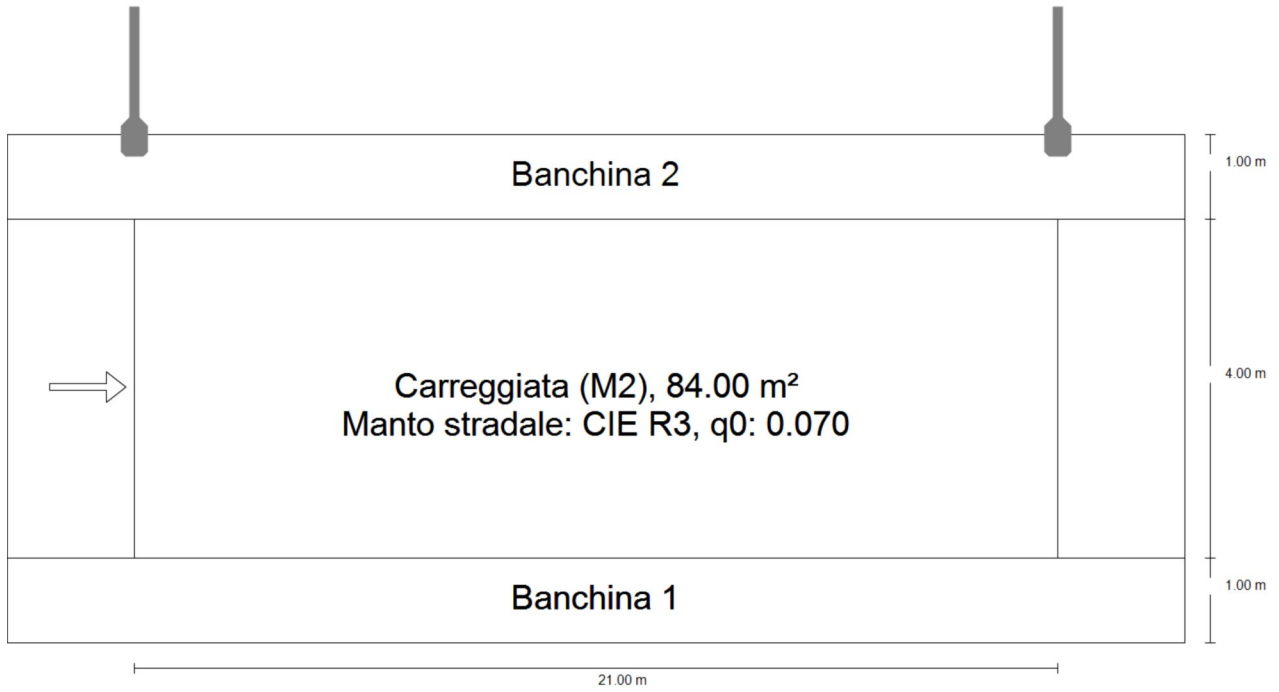 Banchina 2
1.00 m
Carreggiata (M2), 84.00 m²
Manto stradale: CIE R3, q0: 0.070
4.00 m
Banchina 1
1.00 m
21.00 m